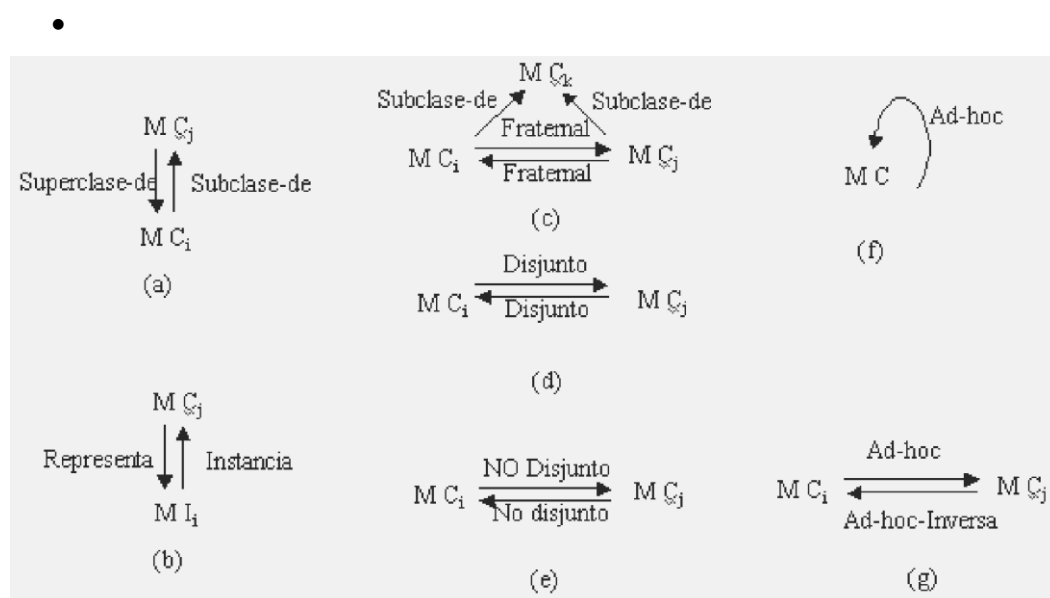 •
M Cj
Superclase-de Subclase-de
M Ci
(a)
M Cj
Representa Instancia
M Ii
(b)
M Ck
Subclase-de Subclase-de
Fraternal
M Ci M Cj
Fraternal
(c)
Disjunto
M Ci M Cj
Disjunto
(d)
NO Disjunto
M Ci M Cj
No disjunto
(e)
Ad-hoc
M C
(f)
Ad-hoc
M Ci M Cj
Ad-hoc-Inversa
(g)